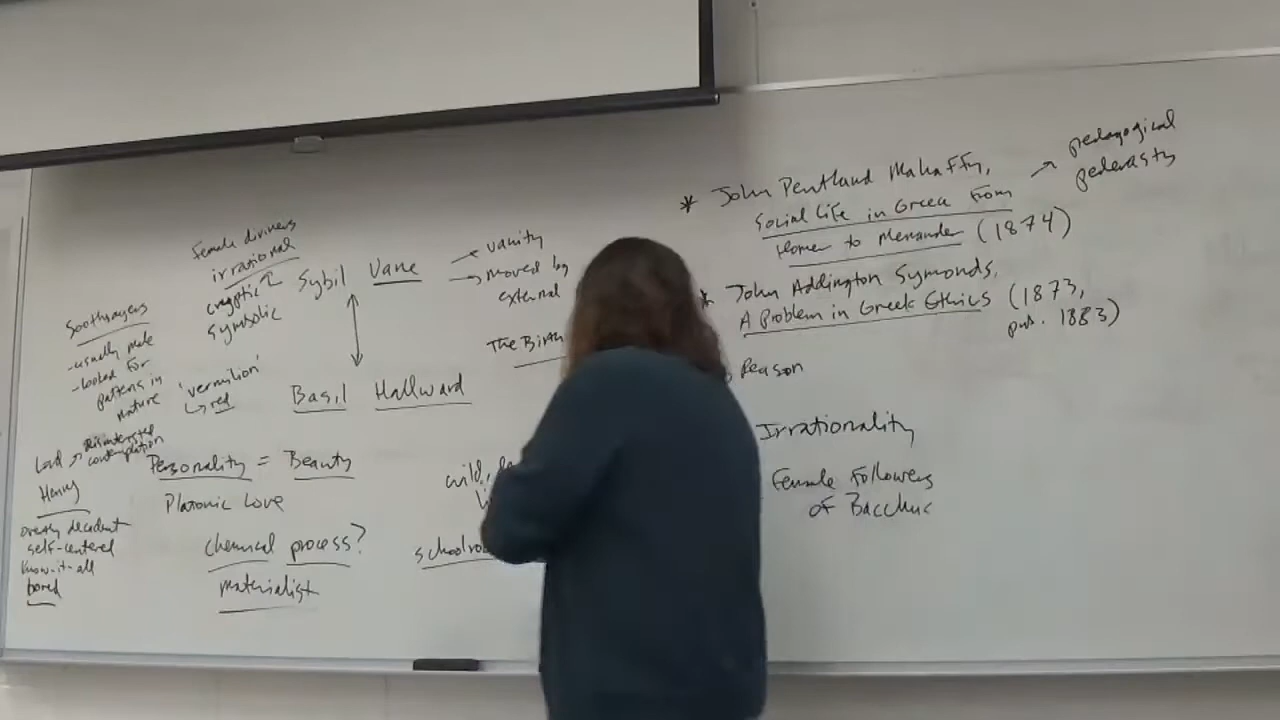 Soothsayers
-usually male
-looked for
patterns in
nature
Lord → disinterested
contemplation
Henry
overly decadent
self-centered
know-it-all
bored
Female diviners
irrational
cryptic
symbolic
'vermilion'
↳ red
Sybil Vane
vanity
→ moved by
external
Basil Hallward
The Birth
Personality = Beauty
Platonic Love
chemical process?
materialist
wild,
* John Pentland Mahaffy,
Social Life in Greece From
Homer to Menander (1874)
→ pedagogical
pederasty
* John Addington Symonds,
A Problem in Greek Ethics (1873,
pub. 1883)
Reason
Irrationality
Female Followers
of Bacchus